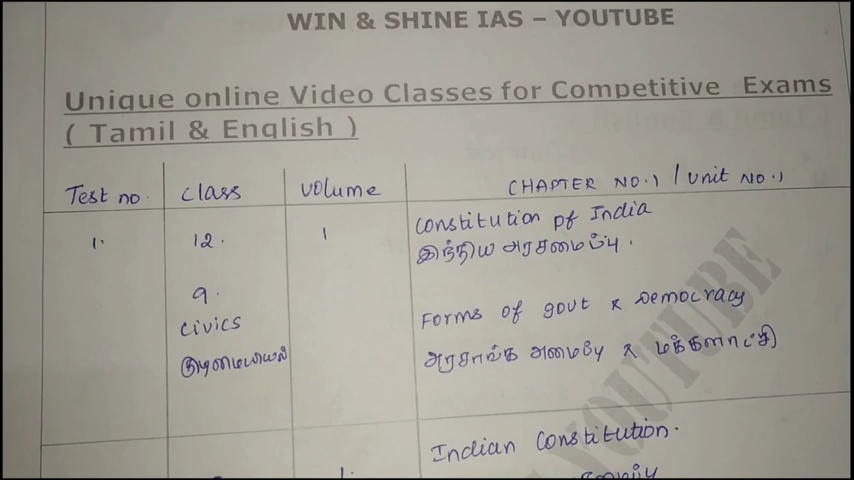 WIN & SHINE IAS – YOUTUBE
Unique online Video Classes for Competitive Exams
( Tamil & English )
Test no. class volume CHAPTER NO.1 / Unit NO.1
1. 12. 1 Constitution of India
இந்திய அரசமைப்பு.
9.
civics Forms of govt & Democracy
குடிமையியல் அரசாங்க அமைப்பு & மக்களாட்சி
YOUTUBE
Indian Constitution.
1.